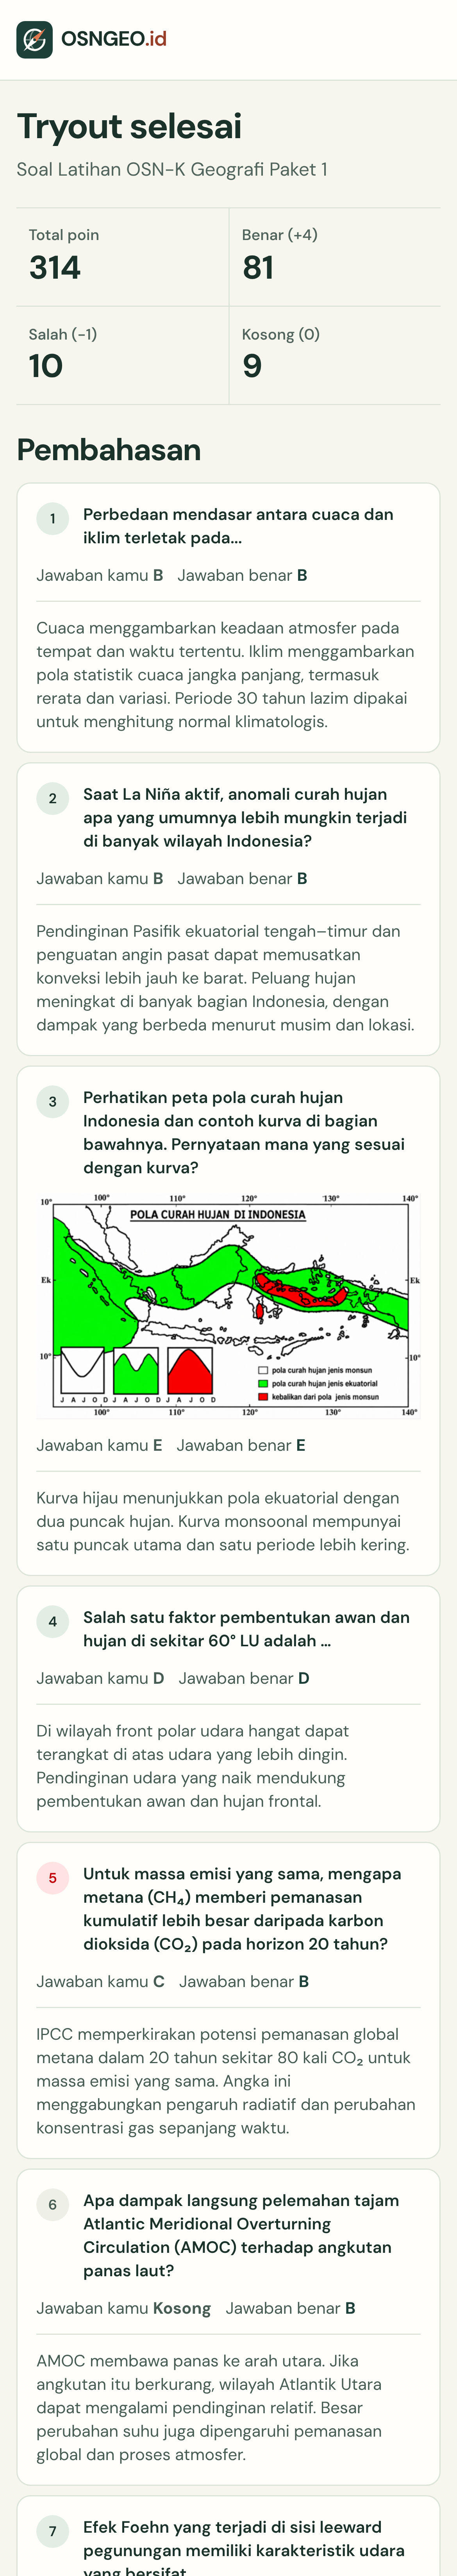 OSNGEO.id
Tryout selesai
Soal Latihan OSN-K Geografi Paket 1
Total poin
314
Benar (+4)
81
Salah (-1)
10
Kosong (0)
9
Pembahasan
1
Perbedaan mendasar antara cuaca dan
iklim terletak pada...
Jawaban kamu B Jawaban benar B
Cuaca menggambarkan keadaan atmosfer pada
tempat dan waktu tertentu. Iklim menggambarkan
pola statistik cuaca jangka panjang, termasuk
rerata dan variasi. Periode 30 tahun lazim dipakai
untuk menghitung normal klimatologis.
2
Saat La Niña aktif, anomali curah hujan
apa yang umumnya lebih mungkin terjadi
di banyak wilayah Indonesia?
Jawaban kamu B Jawaban benar B
Pendinginan Pasifik ekuatorial tengah–timur dan
penguatan angin pasat dapat memusatkan
konveksi lebih jauh ke barat. Peluang hujan
meningkat di banyak bagian Indonesia, dengan
dampak yang berbeda menurut musim dan lokasi.
3
Perhatikan peta pola curah hujan
Indonesia dan contoh kurva di bagian
bawahnya. Pernyataan mana yang sesuai
dengan kurva?
10° 100° 110° 120° 130° 140°
POLA CURAH HUJAN DI INDONESIA
Ek Ek
10° 10°
pola curah hujan jenis monsun
pola curah hujan jenis ekuatorial
kebalikan dari pola jenis monsun
J A J O D J A J O D J A J O D
100° 110° 120° 130° 140°
Jawaban kamu E Jawaban benar E
Kurva hijau menunjukkan pola ekuatorial dengan
dua puncak hujan. Kurva monsoonal mempunyai
satu puncak utama dan satu periode lebih kering.
4
Salah satu faktor pembentukan awan dan
hujan di sekitar 60° LU adalah ...
Jawaban kamu D Jawaban benar D
Di wilayah front polar udara hangat dapat
terangkat di atas udara yang lebih dingin.
Pendinginan udara yang naik mendukung
pembentukan awan dan hujan frontal.
5
Untuk massa emisi yang sama, mengapa
metana (CH₄) memberi pemanasan
kumulatif lebih besar daripada karbon
dioksida (CO₂) pada horizon 20 tahun?
Jawaban kamu C Jawaban benar B
IPCC memperkirakan potensi pemanasan global
metana dalam 20 tahun sekitar 80 kali CO₂ untuk
massa emisi yang sama. Angka ini
menggabungkan pengaruh radiatif dan perubahan
konsentrasi gas sepanjang waktu.
6
Apa dampak langsung pelemahan tajam
Atlantic Meridional Overturning
Circulation (AMOC) terhadap angkutan
panas laut?
Jawaban kamu Kosong Jawaban benar B
AMOC membawa panas ke arah utara. Jika
angkutan itu berkurang, wilayah Atlantik Utara
dapat mengalami pendinginan relatif. Besar
perubahan suhu juga dipengaruhi pemanasan
global dan proses atmosfer.
7
Efek Foehn yang terjadi di sisi leeward
pegunungan memiliki karakteristik udara
yang bersifat